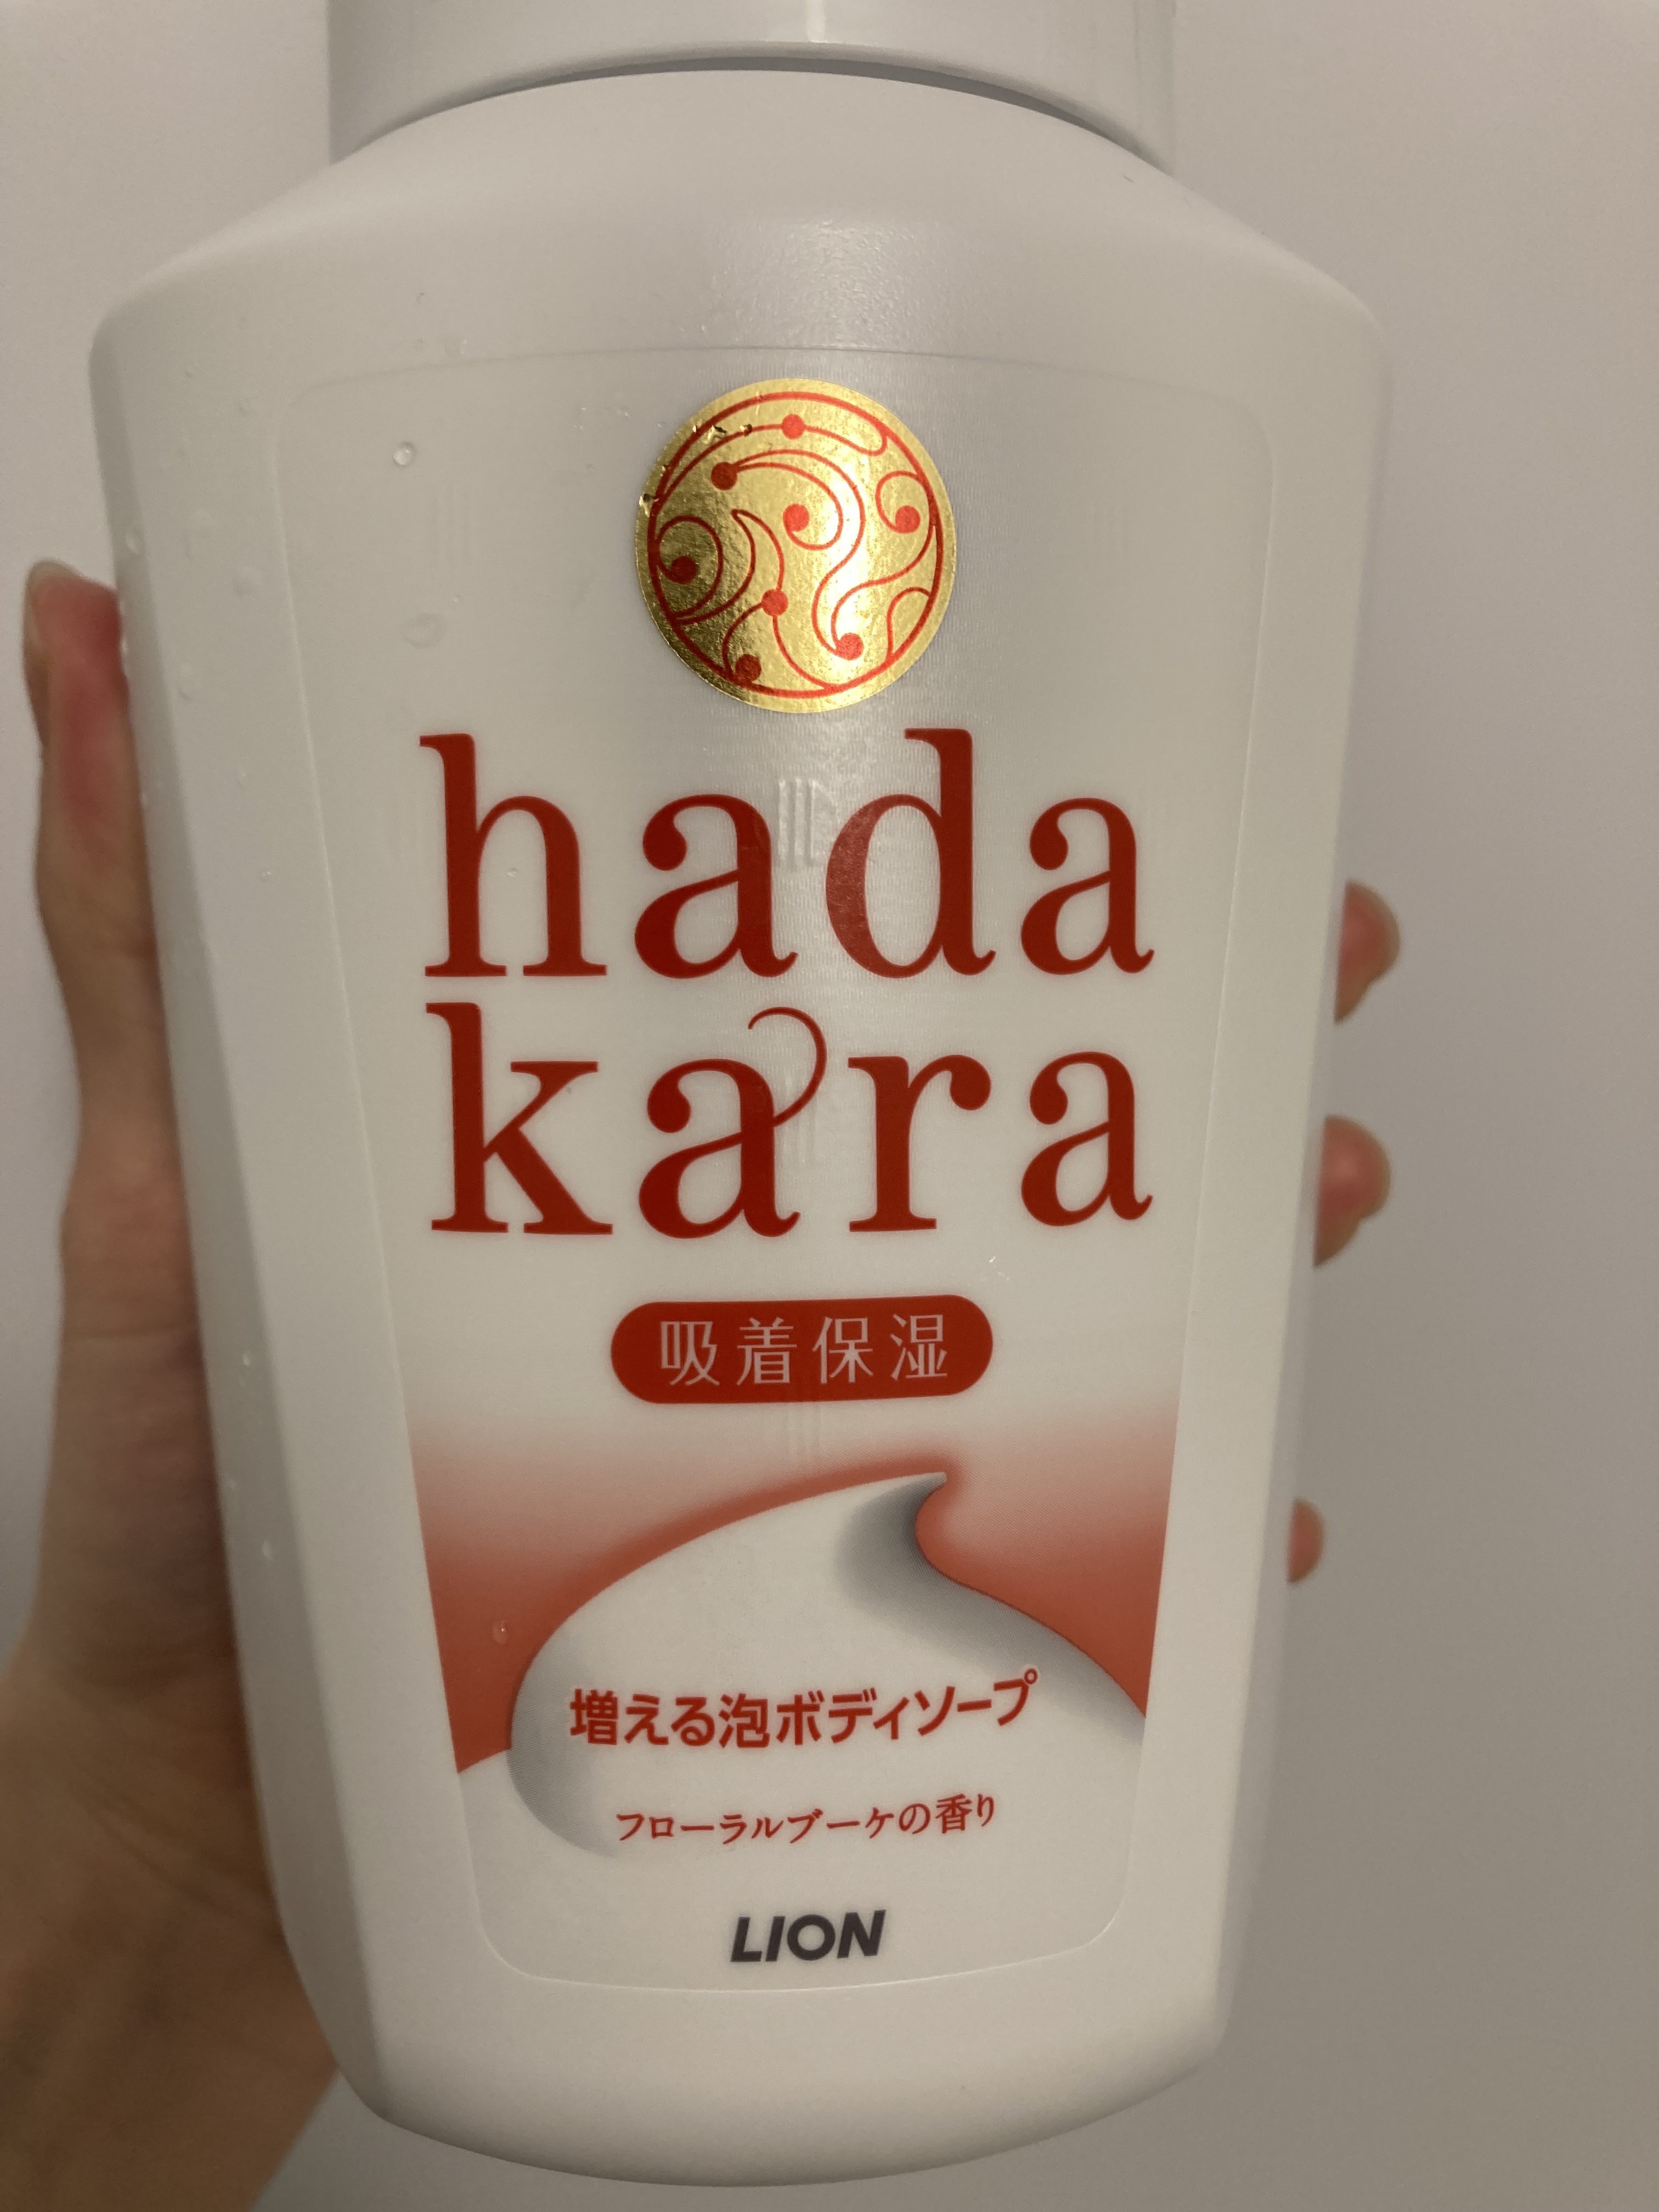 hada
kara
吸着保湿
増える泡ボディソープ
フローラルブーケの香り
LION